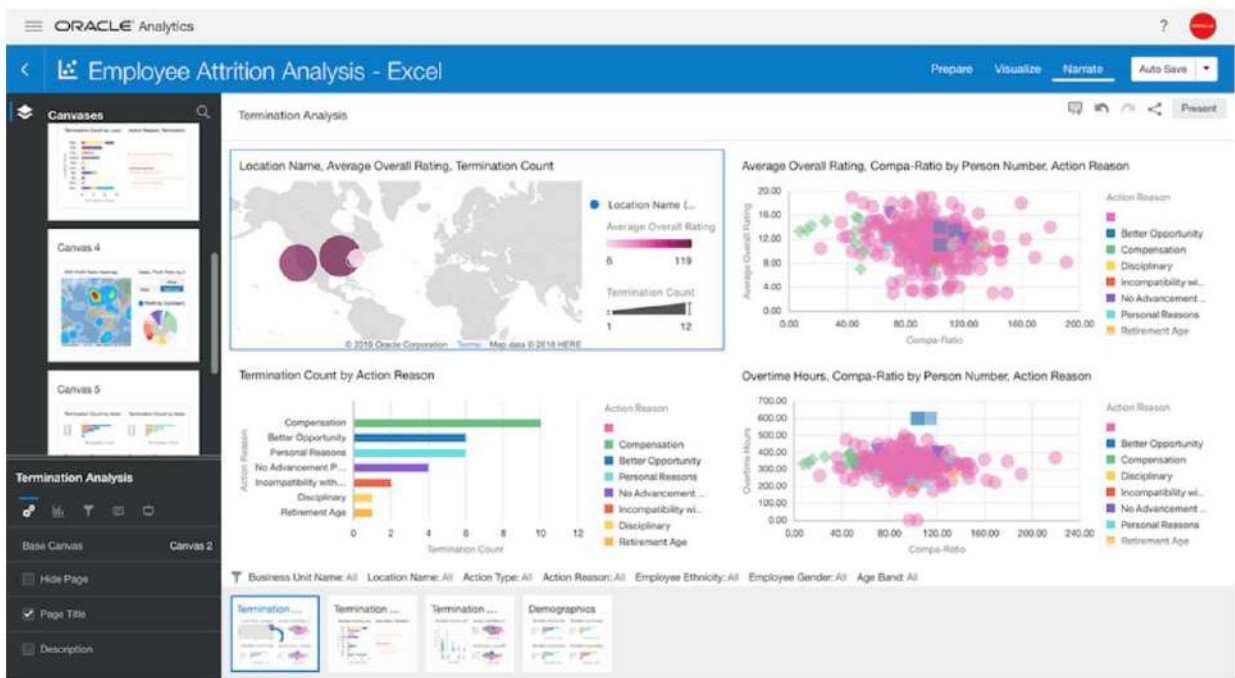 ORACLE Analytics
?
Employee Attrition Analysis - Excel
Prepare Visualize Narrate Auto Save
Canvases
Termination Analysis
Present
Canvas 4
Canvas 5
Location Name, Average Overall Rating, Termination Count
Location Name (...
Average Overall Rating
6 119
Termination Count
1 12
Terms
Average Overall Rating, Compa-Ratio by Person Number, Action Reason
Average Overall Rating
20.00
16.00
12.00
8.00
4.00
0.00
0.00 40.00 80.00 120.00 160.00 200.00
Compa-Ratio
Action Reason
Better Opportunity
Compensation
Disciplinary
Incompatibility wi...
No Advancement ...
Personal Reasons
Retirement Age
Termination Count by Action Reason
Action Reason
Compensation
Better Opportunity
Personal Reasons
No Advancement P...
Incompatibility with...
Disciplinary
Retirement Age
0 2 4 6 8 10 12
Termination Count
Action Reason
Compensation
Better Opportunity
Personal Reasons
No Advancement ...
Incompatibility wi...
Disciplinary
Retirement Age
Overtime Hours, Compa-Ratio by Person Number, Action Reason
Overtime Hours
700.00
600.00
500.00
400.00
300.00
200.00
100.00
0.00
0.00 40.00 80.00 120.00 160.00 200.00 240.00
Compa-Ratio
Action Reason
Better Opportunity
Compensation
Disciplinary
Incompatibility wi...
No Advancement ...
Personal Reasons
Retirement Age
Termination Analysis
Base Canvas Canvas 2
Hide Page
Page Title
Description
Business Unit Name: All Location Name: All Action Type: All Action Reason: All Employee Ethnicity: All Employee Gender: All Age Band: All
Termination ... Termination ... Termination ... Demographics